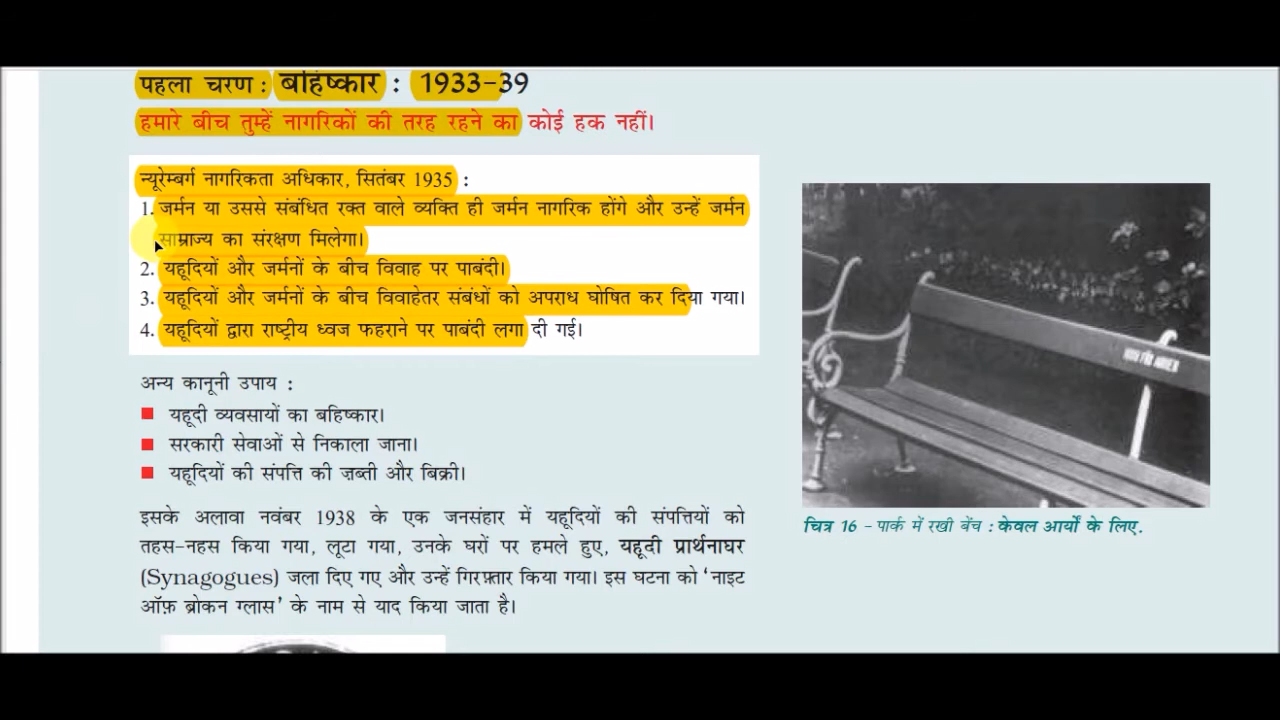 पहला चरण : बहिष्कार : 1933-39
हमारे बीच तुम्हें नागरिकों की तरह रहने का कोई हक नहीं।
न्यूरेम्बर्ग नागरिकता अधिकार, सितंबर 1935 :
1. जर्मन या उससे संबंधित रक्त वाले व्यक्ति ही जर्मन नागरिक होंगे और उन्हें जर्मन
साम्राज्य का संरक्षण मिलेगा।
2. यहूदियों और जर्मनों के बीच विवाह पर पाबंदी।
3. यहूदियों और जर्मनों के बीच विवाहेतर संबंधों को अपराध घोषित कर दिया गया।
4. यहूदियों द्वारा राष्ट्रीय ध्वज फहराने पर पाबंदी लगा दी गई।
अन्य कानूनी उपाय :
यहूदी व्यवसायों का बहिष्कार।
सरकारी सेवाओं से निकाला जाना।
यहूदियों की संपत्ति की ज़ब्ती और बिक्री।
इसके अलावा नवंबर 1938 के एक जनसंहार में यहूदियों की संपत्तियों को
तहस-नहस किया गया, लूटा गया, उनके घरों पर हमले हुए, यहूदी प्रार्थनाघर
(Synagogues) जला दिए गए और उन्हें गिरफ़्तार किया गया। इस घटना को 'नाइट
ऑफ़ ब्रोकन ग्लास' के नाम से याद किया जाता है।
चित्र 16 - पार्क में रखी बेंच : केवल आर्यों के लिए.